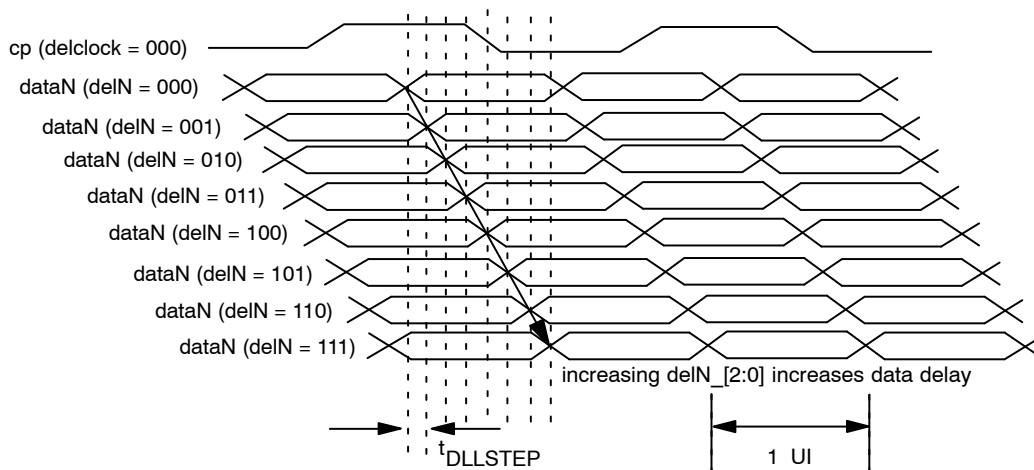 cp (delclock = 000)
dataN (delN = 000)
dataN (delN = 001)
dataN (delN = 010)
dataN (delN = 011)
dataN (delN = 100)
dataN (delN = 101)
dataN (delN = 110)
dataN (delN = 111)
increasing delN_[2:0] increases data delay
tDLLSTEP
1 UI